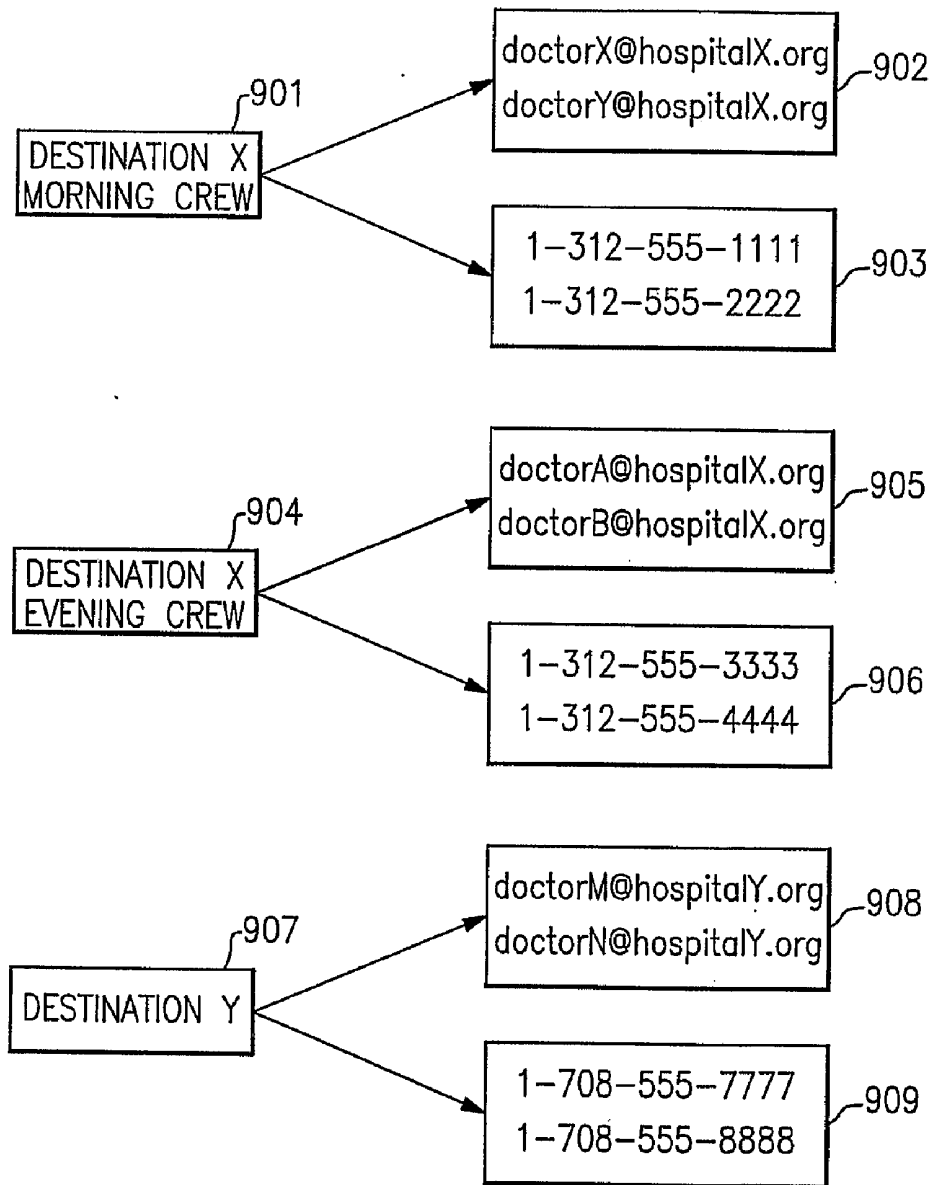 doctorX@hospitalX.org
doctorY@hospitalX.org
902
901
DESTINATION X
MORNING CREW
1-312-555-1111
1-312-555-2222
903
doctorA@hospitalX.org
doctorB@hospitalX.org
905
904
DESTINATION X
EVENING CREW
1-312-555-3333
1-312-555-4444
906
doctorM@hospitalY.org
doctorN@hospitalY.org
908
907
DESTINATION Y
1-708-555-7777
1-708-555-8888
909